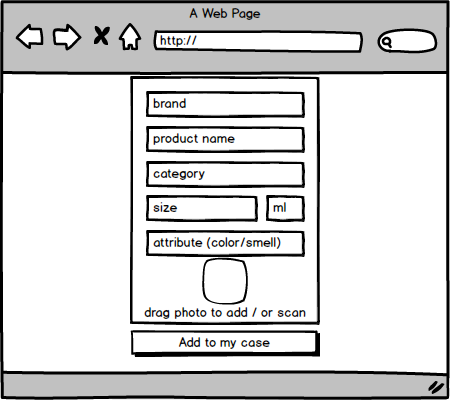 A Web Page
http://
brand
product name
category
size ml
attribute (color/smell)
drag photo to add / or scan
Add to my case